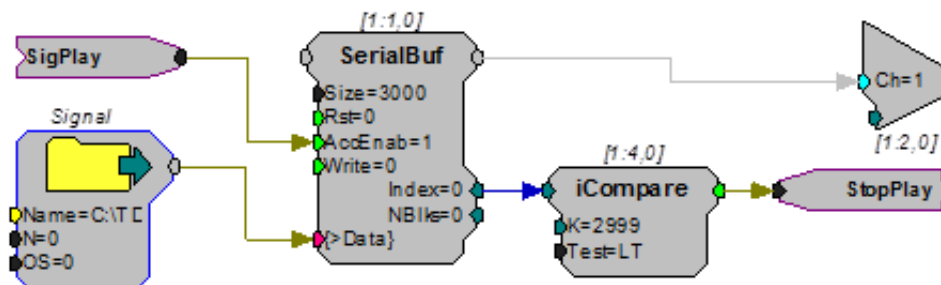 [1:1,0]
SigPlay
SerialBuf
Size=3000
Rst=0
AccEnab=1
Write=0
Index=0
NBlks=0
{>Data}
Ch=1
[1:2,0]
Signal
Name=C:\TD
N=0
OS=0
[1:4,0]
iCompare
K=2999
Test=LT
StopPlay